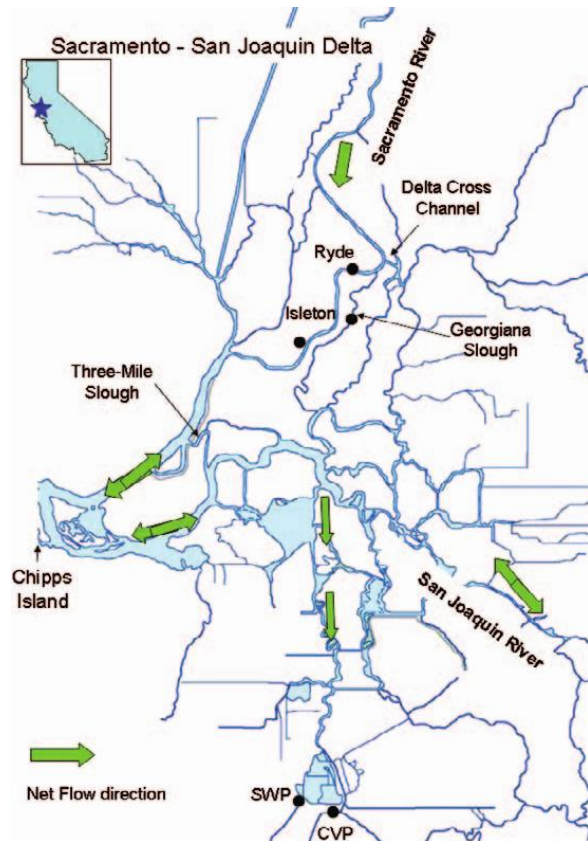 Sacramento - San Joaquin Delta
Sacramento River
Delta Cross
Channel
Ryde
Isleton
Georgiana
Slough
Three-Mile
Slough
Chipps
Island
San Joaquin River
Net Flow direction
SWP
CVP